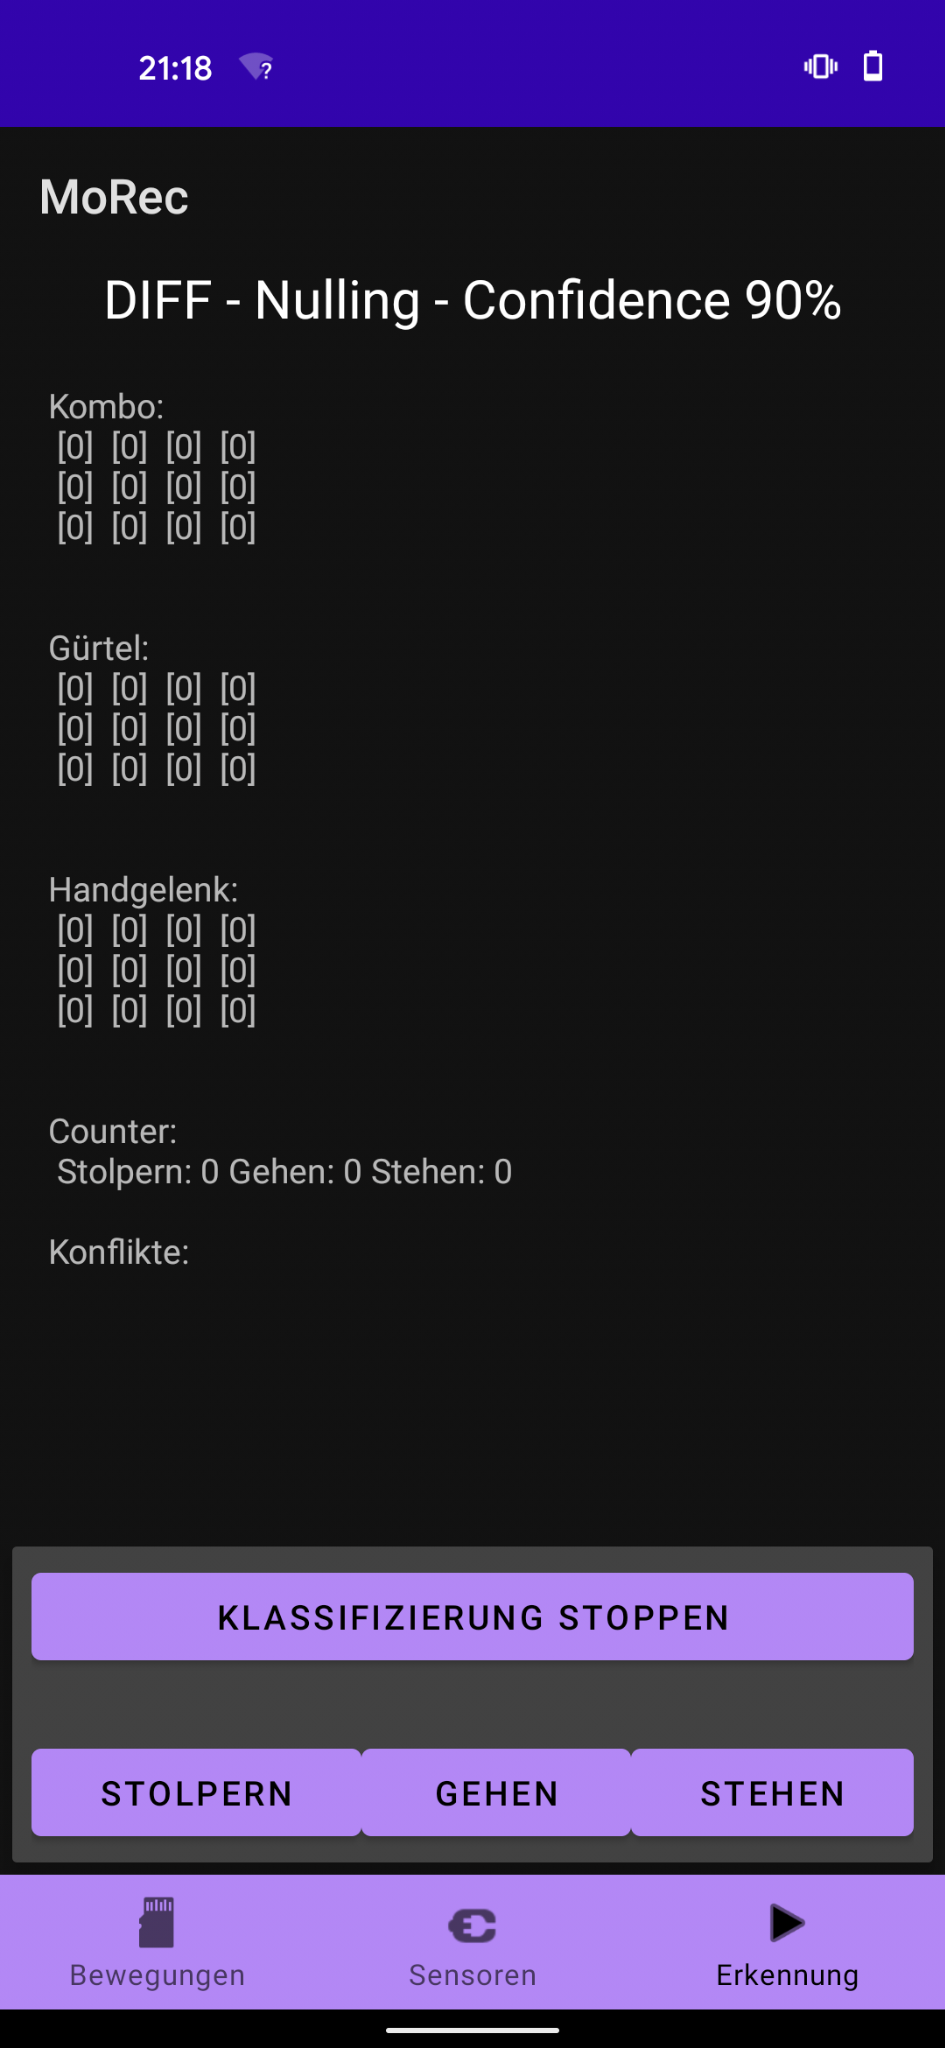 21:18
MoRec
DIFF - Nulling - Confidence 90%
Kombo:
[0] [0] [0] [0]
[0] [0] [0] [0]
[0] [0] [0] [0]
Gürtel:
[0] [0] [0] [0]
[0] [0] [0] [0]
[0] [0] [0] [0]
Handgelenk:
[0] [0] [0] [0]
[0] [0] [0] [0]
[0] [0] [0] [0]
Counter:
Stolpern: 0 Gehen: 0 Stehen: 0
Konflikte:
KLASSIFIZIERUNG STOPPEN
STOLPERN GEHEN STEHEN
Bewegungen Sensoren Erkennung